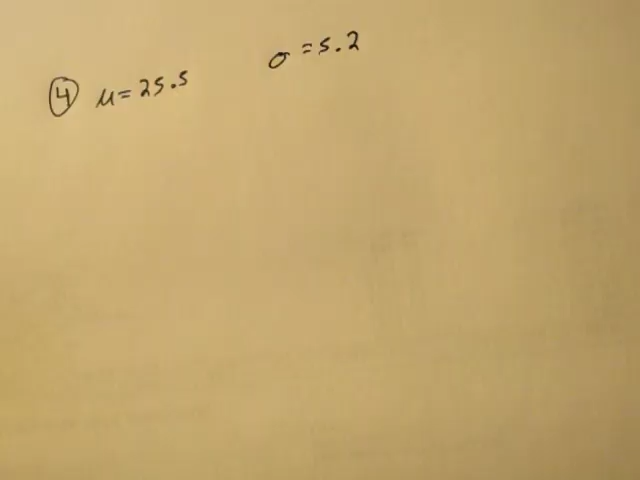 ④ μ = 25.5 σ = 5.2